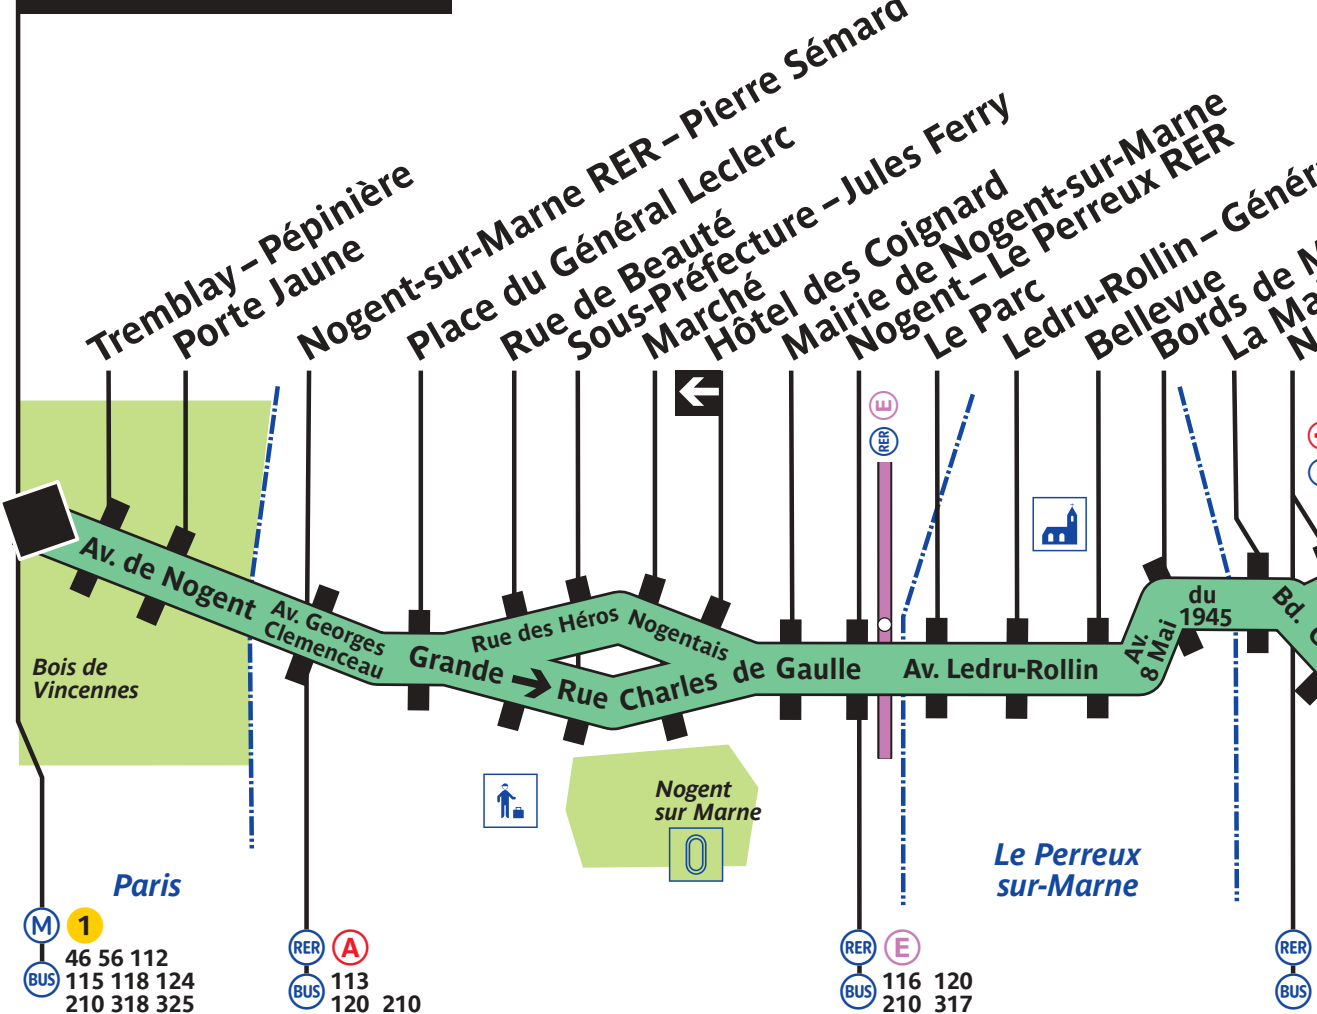 Tremblay – Pépinière
Porte Jaune
Nogent-sur-Marne RER – Pierre Sémard
Place du Général Leclerc
Rue de Beauté
Sous-Préfecture – Jules Ferry
Marché
Hôtel des Coignard
Mairie de Nogent-sur-Marne
Nogent – Le Perreux RER
Le Parc
Ledru-Rollin –
Bellevue
Bords de
La
E
RER
Av. de Nogent
Av. Georges
Clemenceau
Grande
Rue des Héros Nogentais
Rue Charles de Gaulle
Av. Ledru-Rollin
Av.
8 Mai
du
1945
Bd.
Bois de
Vincennes
Nogent
sur Marne
Paris
Le Perreux
sur-Marne
M 1
46 56 112
BUS 115 118 124
210 318 325
RER A
113
BUS
120 210
RER E
116 120
BUS
210 317
RER
BUS